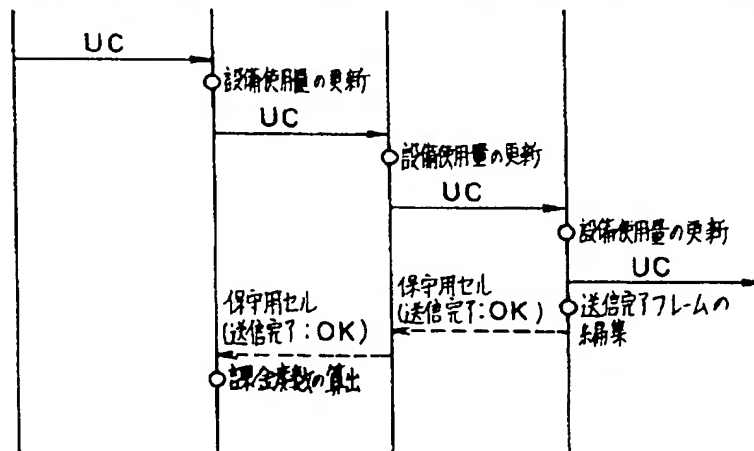 UC
設備使用量の更新
UC
設備使用量の更新
UC
設備使用量の更新
UC
保守用セル
(送信完了:OK)
送信完了フレームの
編集
保守用セル
(送信完了:OK)
課金度数の算出